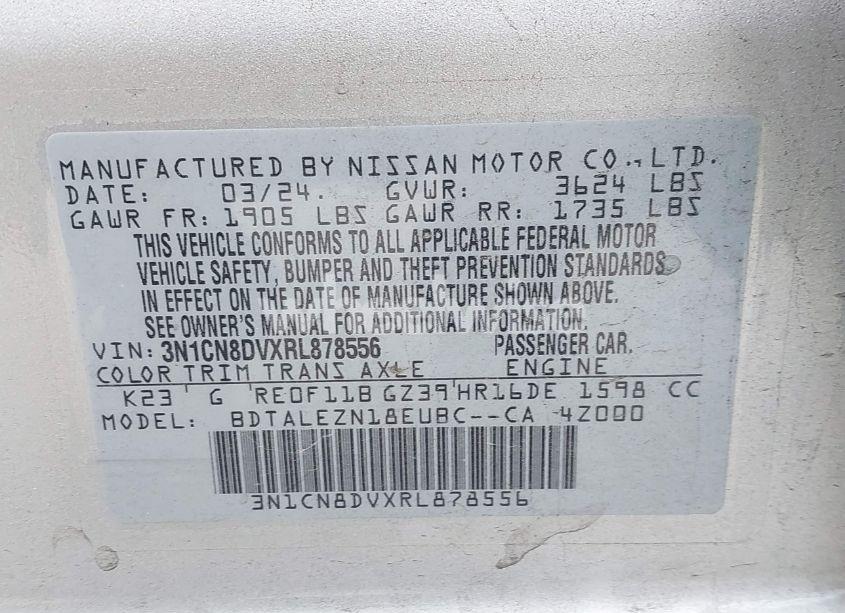 MANUFACTURED BY NISSAN MOTOR CO., LTD.
DATE: 03/24. GVWR: 3624 LBS
GAWR FR: 1905 LBS GAWR RR: 1735 LBS
THIS VEHICLE CONFORMS TO ALL APPLICABLE FEDERAL MOTOR
VEHICLE SAFETY, BUMPER AND THEFT PREVENTION STANDARDS
IN EFFECT ON THE DATE OF MANUFACTURE SHOWN ABOVE.
SEE OWNER'S MANUAL FOR ADDITIONAL INFORMATION.
VIN: 3N1CN8DVXRL878556 PASSENGER CAR.
COLOR TRIM TRANS AXLE ENGINE
K23 G RE0F11B GZ39 HR16DE 1598 CC
MODEL: BDTALEZN18EUBC--CA 4Z000
3N1CN8DVXRL878556